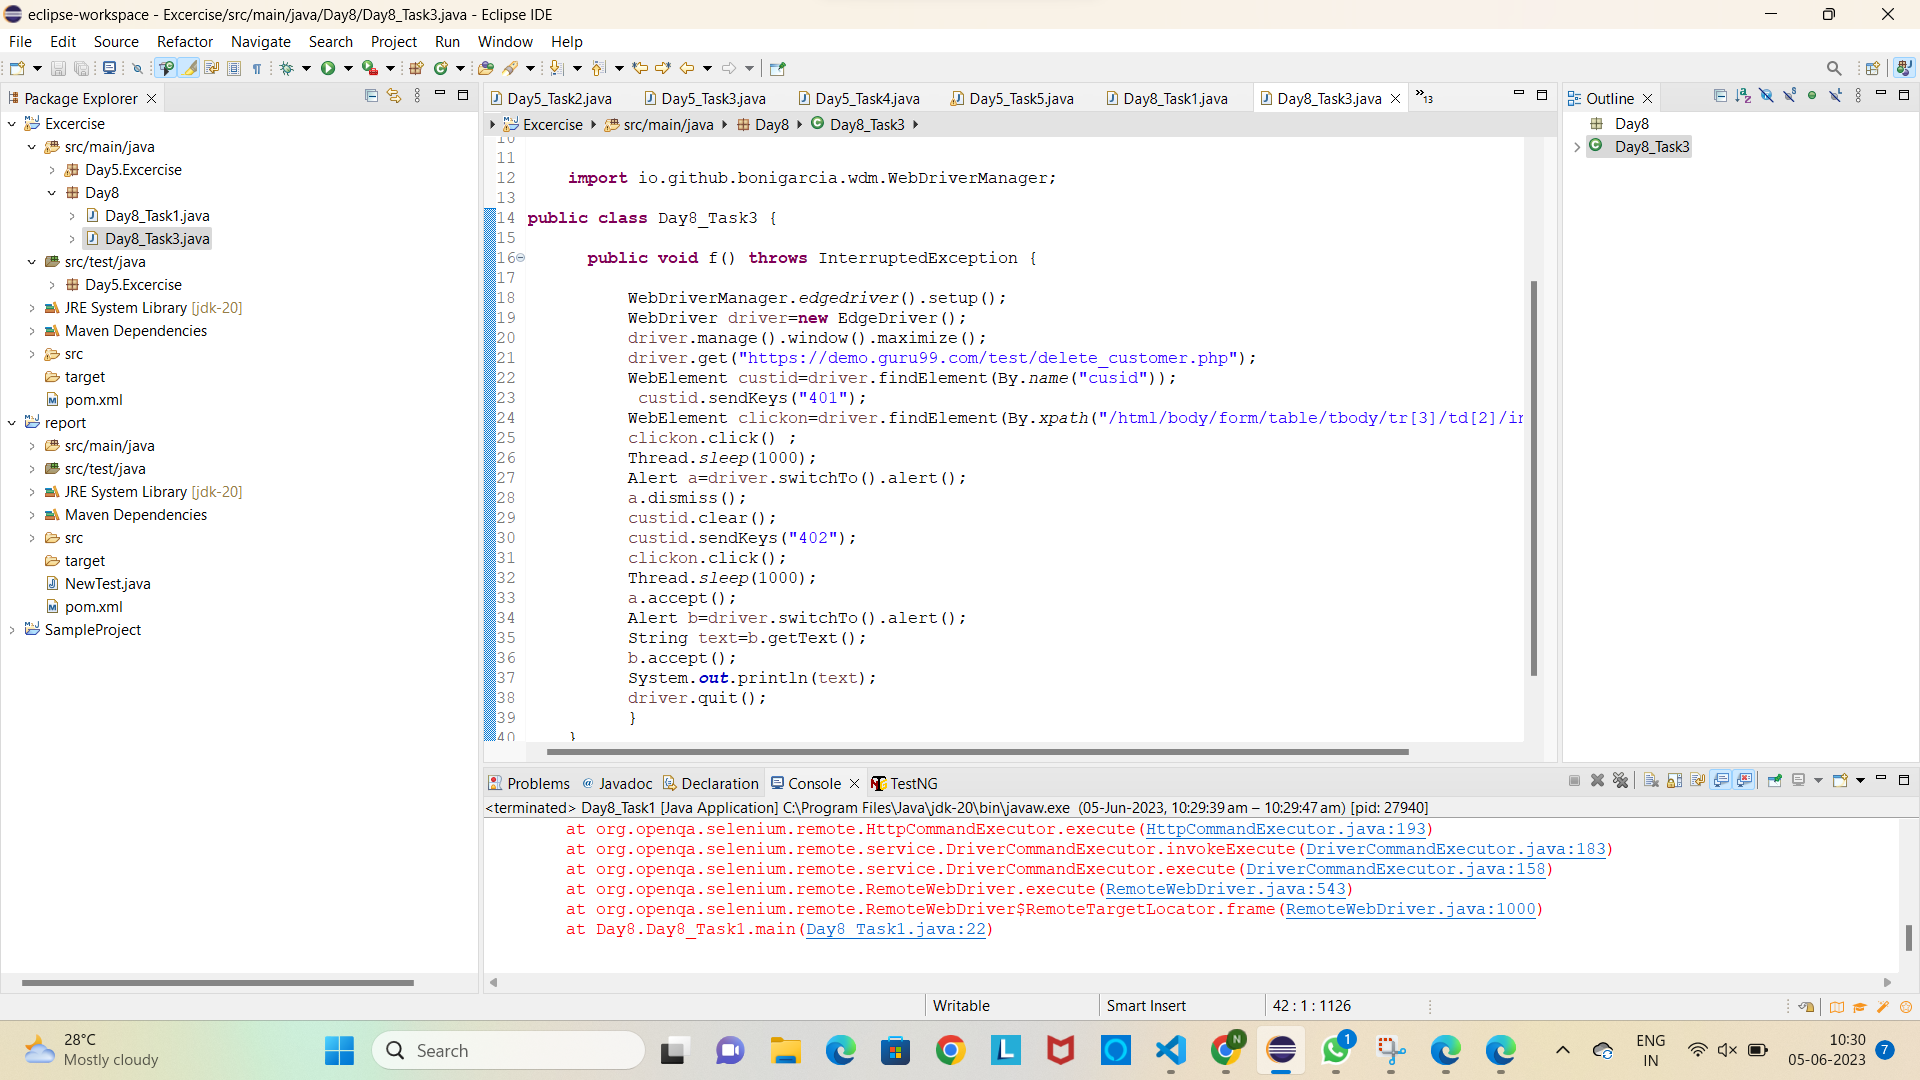 eclipse-workspace - Excercise/src/main/java/Day8/Day8_Task3.java - Eclipse IDE
File Edit Source Refactor Navigate Search Project Run Window Help
Package Explorer
Excercise
src/main/java
Day5.Excercise
Day8
Day8_Task1.java
Day8_Task3.java
src/test/java
Day5.Excercise
JRE System Library [jdk-20]
Maven Dependencies
src
target
pom.xml
report
src/main/java
src/test/java
JRE System Library [jdk-20]
Maven Dependencies
src
target
NewTest.java
pom.xml
SampleProject
Day5_Task2.java Day5_Task3.java Day5_Task4.java Day5_Task5.java Day8_Task1.java Day8_Task3.java »13
Excercise src/main/java Day8 Day8_Task3
10
11
12 import io.github.bonigarcia.wdm.WebDriverManager;
13
14 public class Day8_Task3 {
15
16 public void f() throws InterruptedException {
17
18 WebDriverManager.edgedriver().setup();
19 WebDriver driver=new EdgeDriver();
20 driver.manage().window().maximize();
21 driver.get("https://demo.guru99.com/test/delete_customer.php");
22 WebElement custid=driver.findElement(By.name("cusid"));
23 custid.sendKeys("401");
24 WebElement clickon=driver.findElement(By.xpath("/html/body/form/table/tbody/tr[3]/td[2]/in
25 clickon.click() ;
26 Thread.sleep(1000);
27 Alert a=driver.switchTo().alert();
28 a.dismiss();
29 custid.clear();
30 custid.sendKeys("402");
31 clickon.click();
32 Thread.sleep(1000);
33 a.accept();
34 Alert b=driver.switchTo().alert();
35 String text=b.getText();
36 b.accept();
37 System.out.println(text);
38 driver.quit();
39 }
40 }
Outline
Day8
Day8_Task3
Problems @ Javadoc Declaration Console TestNG
<terminated> Day8_Task1 [Java Application] C:\Program Files\Java\jdk-20\bin\javaw.exe (05-Jun-2023, 10:29:39 am – 10:29:47 am) [pid: 27940]
at org.openqa.selenium.remote.HttpCommandExecutor.execute(HttpCommandExecutor.java:193)
at org.openqa.selenium.remote.service.DriverCommandExecutor.invokeExecute(DriverCommandExecutor.java:183)
at org.openqa.selenium.remote.service.DriverCommandExecutor.execute(DriverCommandExecutor.java:158)
at org.openqa.selenium.remote.RemoteWebDriver.execute(RemoteWebDriver.java:543)
at org.openqa.selenium.remote.RemoteWebDriver$RemoteTargetLocator.frame(RemoteWebDriver.java:1000)
at Day8.Day8_Task1.main(Day8_Task1.java:22)
Writable Smart Insert 42 : 1 : 1126
28°C
Mostly cloudy
Search
N
1
ENG
IN
10:30
05-06-2023
7